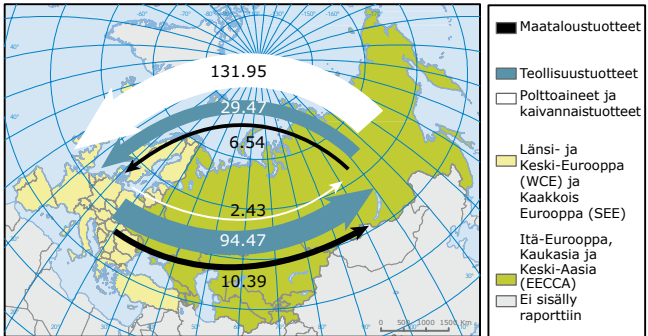 131.95
29.47
6.54
2.43
94.47
10.39
0 500 1000 1500 Km
Maataloustuotteet
Teollisuustuotteet
Polttoaineet ja
kaivannaistuotteet
Länsi- ja
Keski-Eurooppa
(WCE) ja
Kaakkois
Eurooppa (SEE)
Itä-Eurooppa,
Kaukasia ja
Keski-Aasia
(EECCA)
Ei sisälly
raporttiin